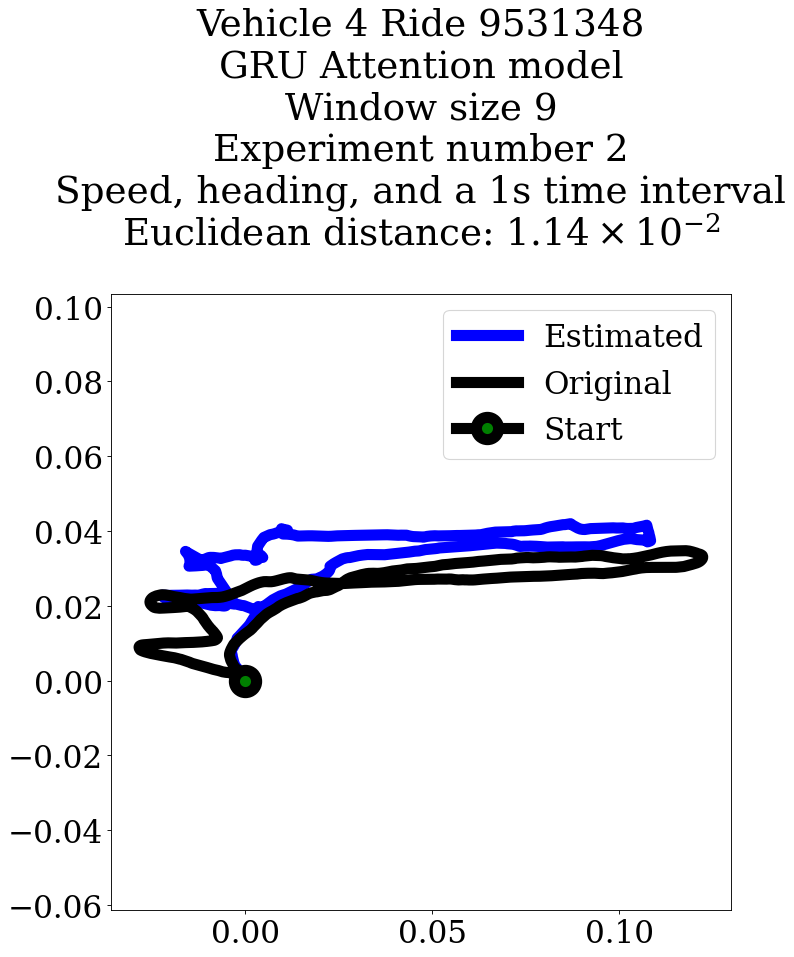 Vehicle 4 Ride 9531348
GRU Attention model
Window size 9
Experiment number 2
Speed, heading, and a 1s time interval
Euclidean distance: 1.14 × 10⁻²
0.10
Estimated
0.08
Original
Start
0.06
0.04
0.02
0.00
−0.02
−0.04
−0.06
0.00 0.05 0.10